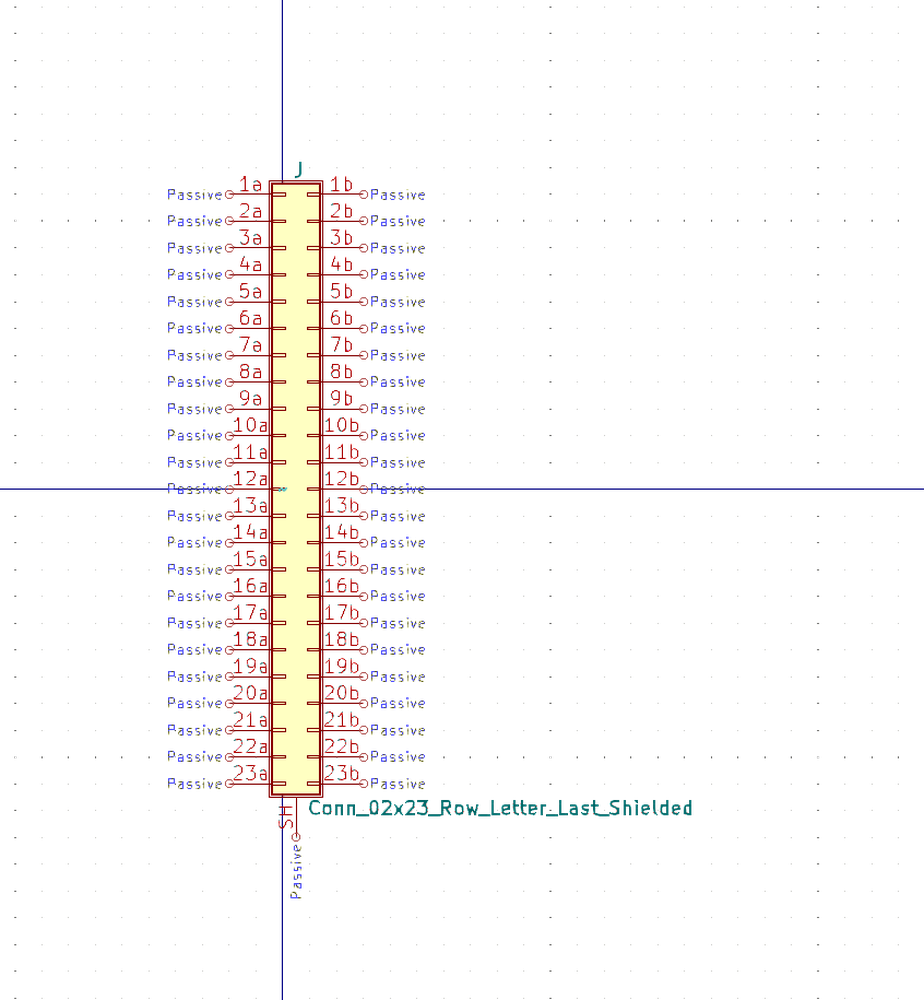 J
Passive 1a 1b Passive
Passive 2a 2b Passive
Passive 3a 3b Passive
Passive 4a 4b Passive
Passive 5a 5b Passive
Passive 6a 6b Passive
Passive 7a 7b Passive
Passive 8a 8b Passive
Passive 9a 9b Passive
Passive 10a 10b Passive
Passive 11a 11b Passive
Passive 12a 12b Passive
Passive 13a 13b Passive
Passive 14a 14b Passive
Passive 15a 15b Passive
Passive 16a 16b Passive
Passive 17a 17b Passive
Passive 18a 18b Passive
Passive 19a 19b Passive
Passive 20a 20b Passive
Passive 21a 21b Passive
Passive 22a 22b Passive
Passive 23a 23b Passive
SH
Conn_02x23_Row_Letter_Last_Shielded
Passive